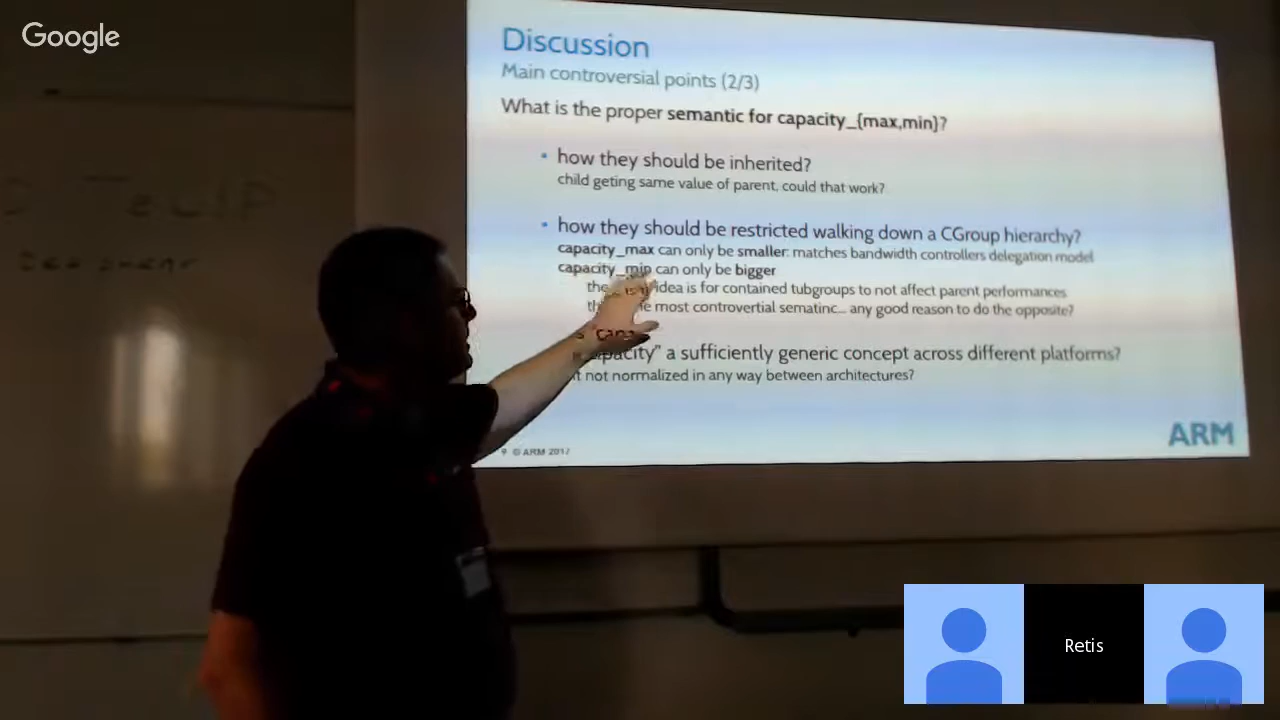 Google
Discussion
Main controversial points (2/3)
What is the proper semantic for capacity_{max,min}?
• how they should be inherited?
child geting same value of parent, could that work?
• how they should be restricted walking down a CGroup hierarchy?
capacity_max can only be smaller: matches bandwidth controllers delegation model
capacity_min can only be bigger
idea is for contained tubgroups to not affect parent performances
most controvertial sematinc... any good reason to do the opposite?
"capacity" a sufficiently generic concept across different platforms?
not normalized in any way between architectures?
ARM
9 © ARM 2017
Retis